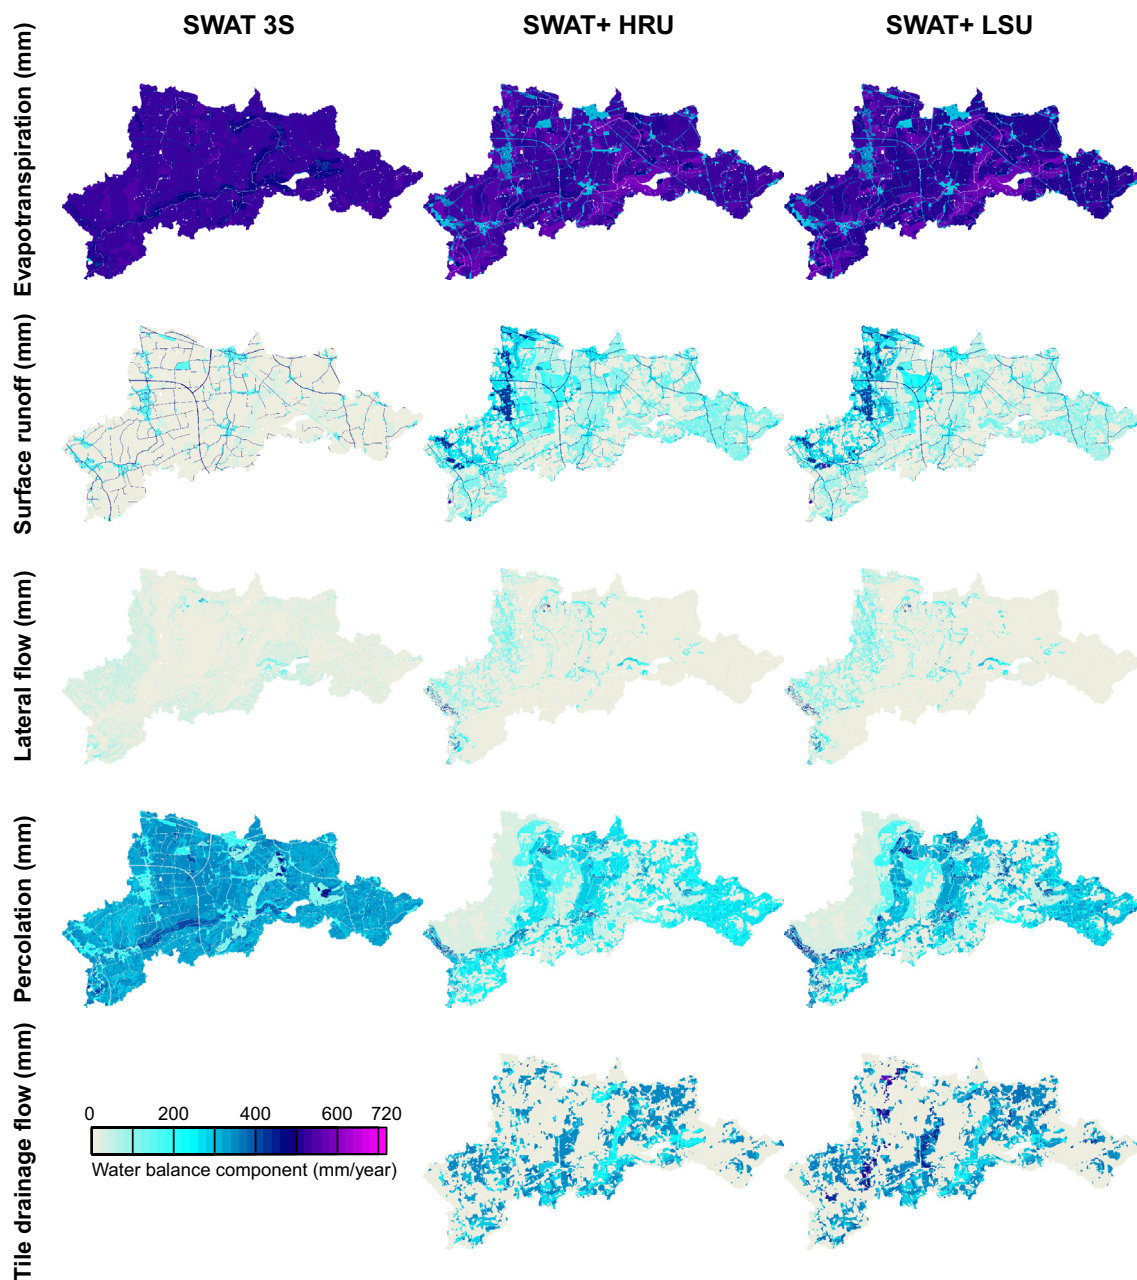 SWAT 3S
SWAT+ HRU
SWAT+ LSU
Evapotranspiration (mm)
Surface runoff (mm)
Lateral flow (mm)
Percolation (mm)
Tile drainage flow (mm)
0 200 400 600 720
Water balance component (mm/year)